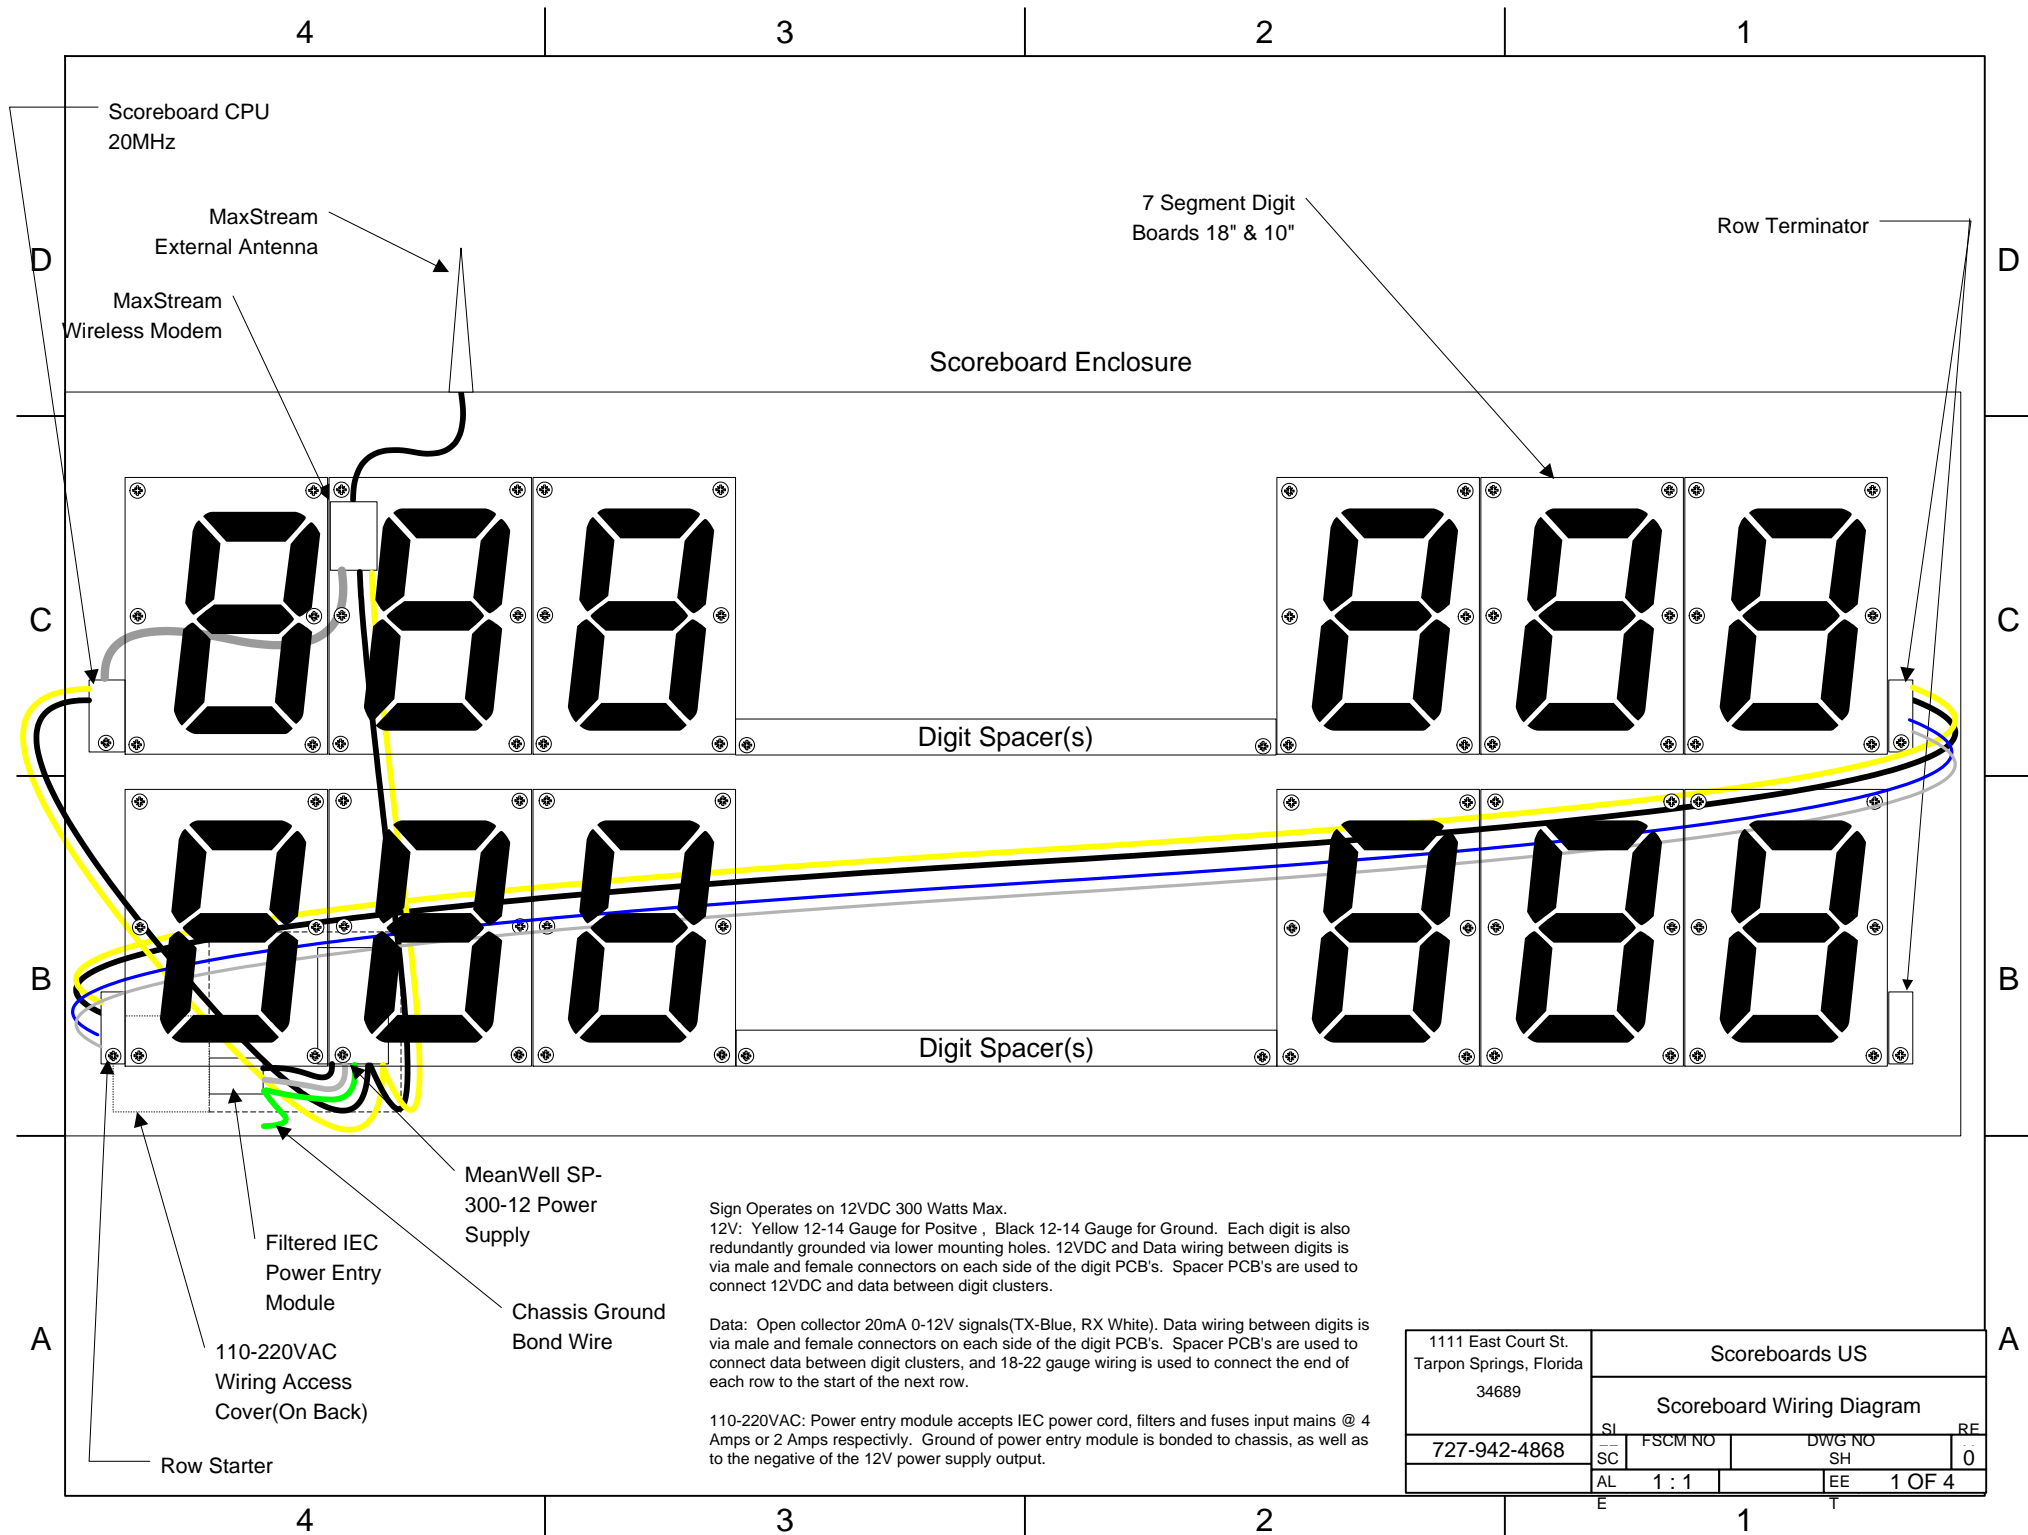 4 3 2 1
Scoreboard CPU
20MHz
MaxStream
External Antenna
MaxStream
Wireless Modem
7 Segment Digit
Boards 18" & 10"
Row Terminator
D D
Scoreboard Enclosure
C C
Digit Spacer(s)
B B
Digit Spacer(s)
MeanWell SP-
300-12 Power
Supply
Filtered IEC
Power Entry
Module
Chassis Ground
Bond Wire
110-220VAC
Wiring Access
Cover(On Back)
Row Starter
A A
Sign Operates on 12VDC 300 Watts Max.
12V:  Yellow 12-14 Gauge for Positve ,  Black 12-14 Gauge for Ground.  Each digit is also
redundantly grounded via lower mounting holes. 12VDC and Data wiring between digits is
via male and female connectors on each side of the digit PCB's.  Spacer PCB's are used to
connect 12VDC and data between digit clusters.
Data:  Open collector 20mA 0-12V signals(TX-Blue, RX White). Data wiring between digits is
via male and female connectors on each side of the digit PCB's.  Spacer PCB's are used to
connect data between digit clusters, and 18-22 gauge wiring is used to connect the end of
each row to the start of the next row.
110-220VAC: Power entry module accepts IEC power cord, filters and fuses input mains @ 4
Amps or 2 Amps respectivly.  Ground of power entry module is bonded to chassis, as well as
to the negative of the 12V power supply output.
1111 East Court St.
Tarpon Springs, Florida
34689
727-942-4868
Scoreboards US
Scoreboard Wiring Diagram
SI FSCM NO DWG NO RE
0
SCALE 1 : 1 SHEET 1 OF 4
4 3 2 1